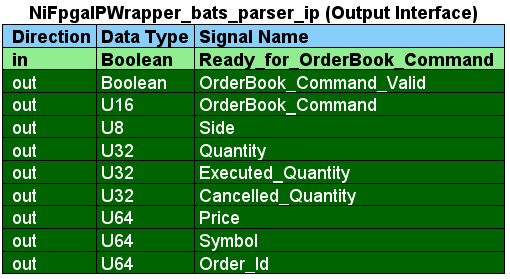 NiFpgaIPWrapper_bats_parser_ip (Output Interface)
Direction Data Type Signal Name
in Boolean Ready_for_OrderBook_Command
out Boolean OrderBook_Command_Valid
out U16 OrderBook_Command
out U8 Side
out U32 Quantity
out U32 Executed_Quantity
out U32 Cancelled_Quantity
out U64 Price
out U64 Symbol
out U64 Order_Id